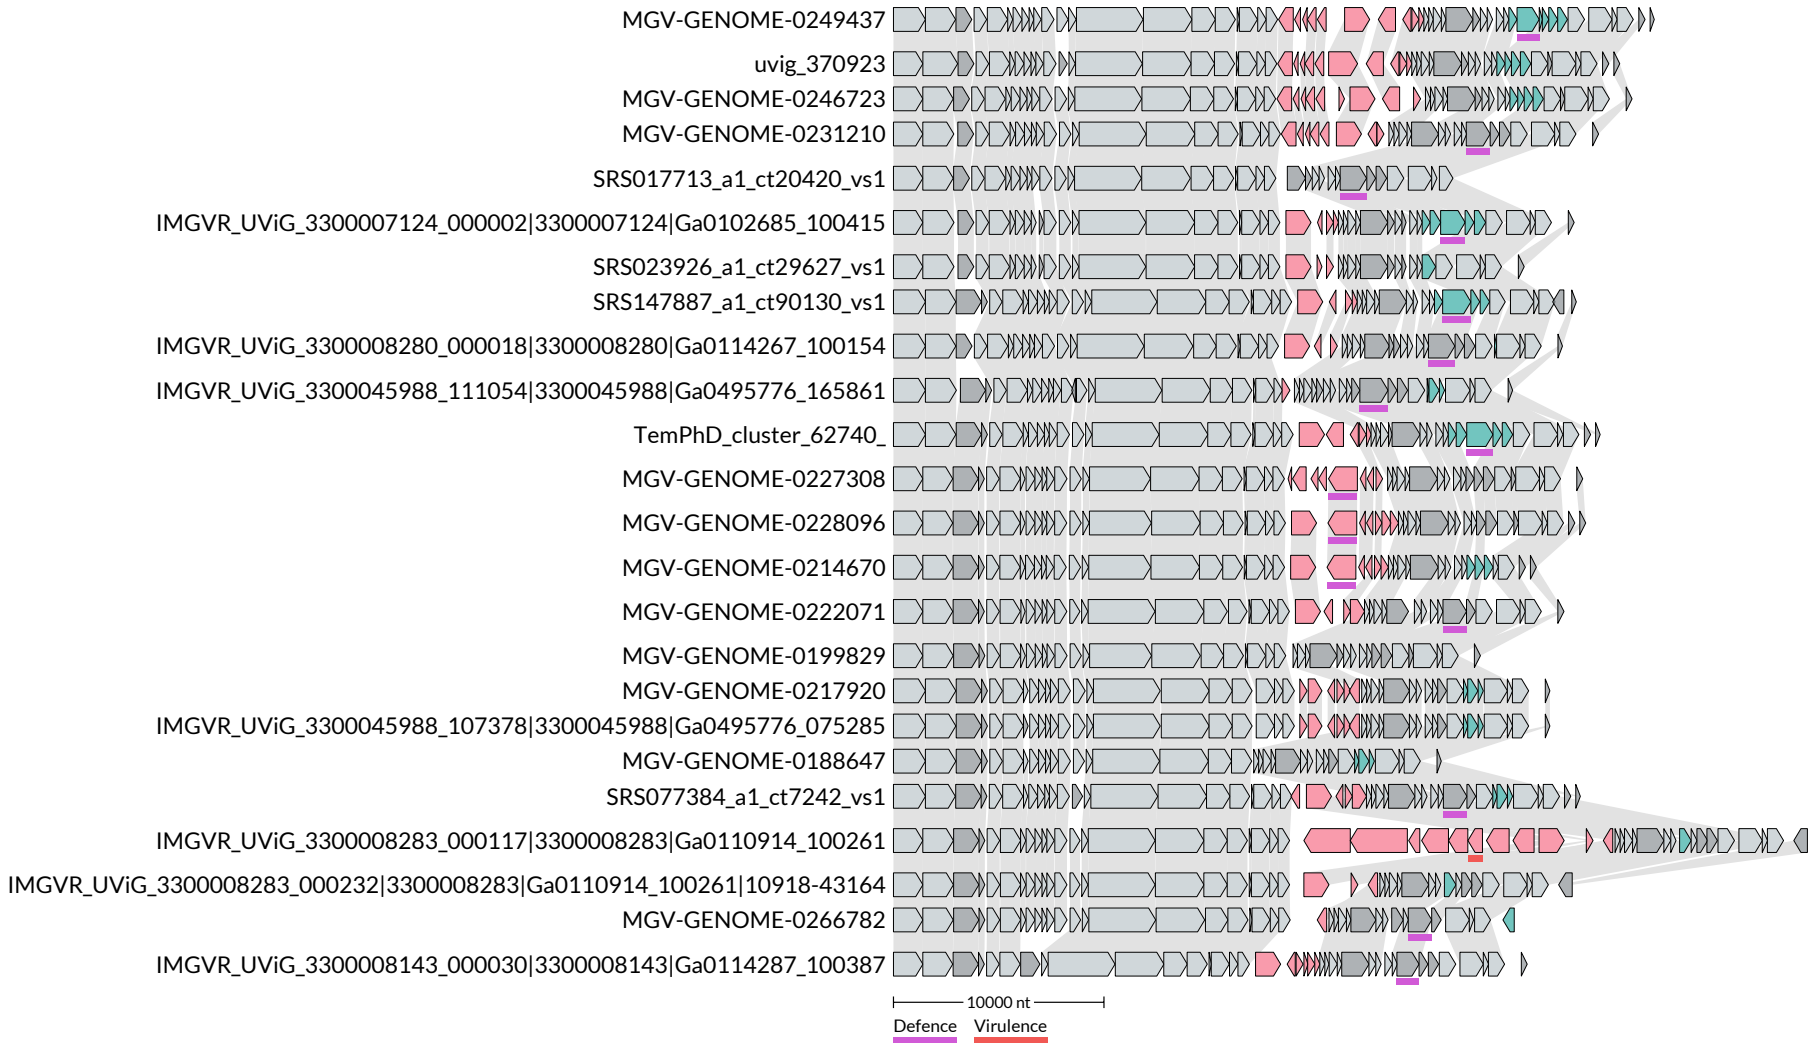 MGV-GENOME-0249437
uvig_370923
MGV-GENOME-0246723
MGV-GENOME-0231210
SRS017713_a1_ct20420_vs1
IMGVR_UViG_3300007124_000002|3300007124|Ga0102685_100415
SRS023926_a1_ct29627_vs1
SRS147887_a1_ct90130_vs1
IMGVR_UViG_3300008280_000018|3300008280|Ga0114267_100154
IMGVR_UViG_3300045988_111054|3300045988|Ga0495776_165861
TemPhD_cluster_62740_
MGV-GENOME-0227308
MGV-GENOME-0228096
MGV-GENOME-0214670
MGV-GENOME-0222071
MGV-GENOME-0199829
MGV-GENOME-0217920
IMGVR_UViG_3300045988_107378|3300045988|Ga0495776_075285
MGV-GENOME-0188647
SRS077384_a1_ct7242_vs1
IMGVR_UViG_3300008283_000117|3300008283|Ga0110914_100261
IMGVR_UViG_3300008283_000232|3300008283|Ga0110914_100261|10918-43164
MGV-GENOME-0266782
IMGVR_UViG_3300008143_000030|3300008143|Ga0114287_100387
10000 nt
Defence Virulence